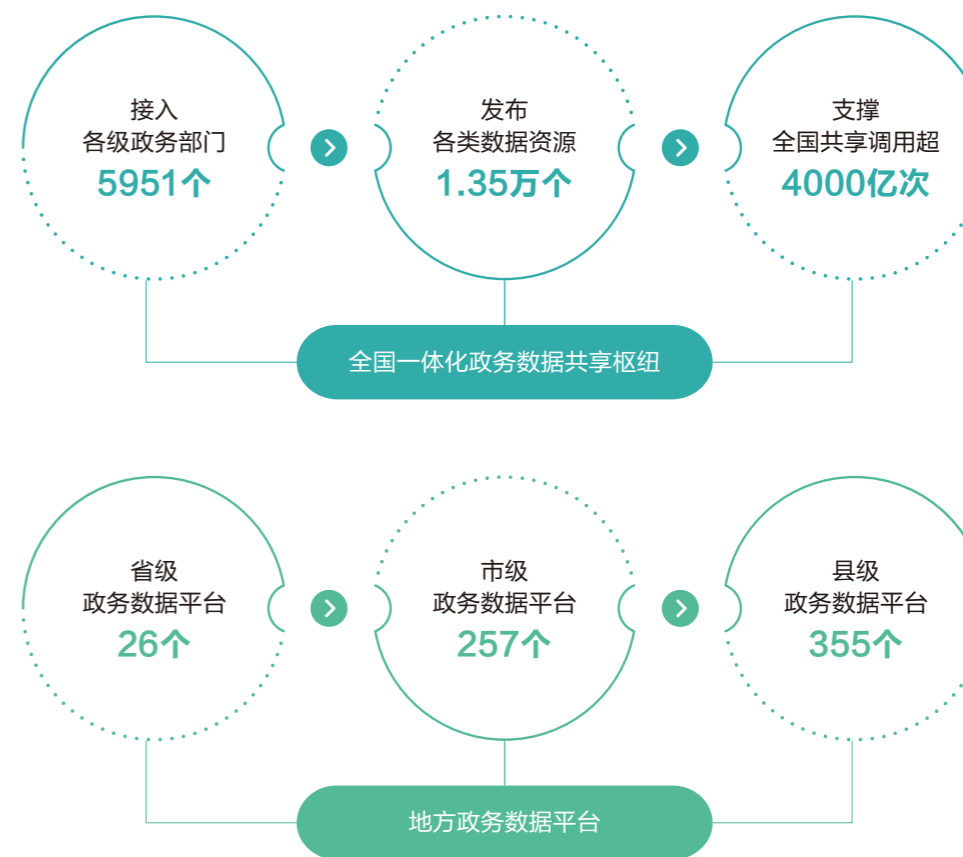 接入
各级政务部门
5951个
发布
各类数据资源
1.35万个
支撑
全国共享调用超
4000亿次
全国一体化政务数据共享枢纽
省级
政务数据平台
26个
市级
政务数据平台
257个
县级
政务数据平台
355个
地方政务数据平台